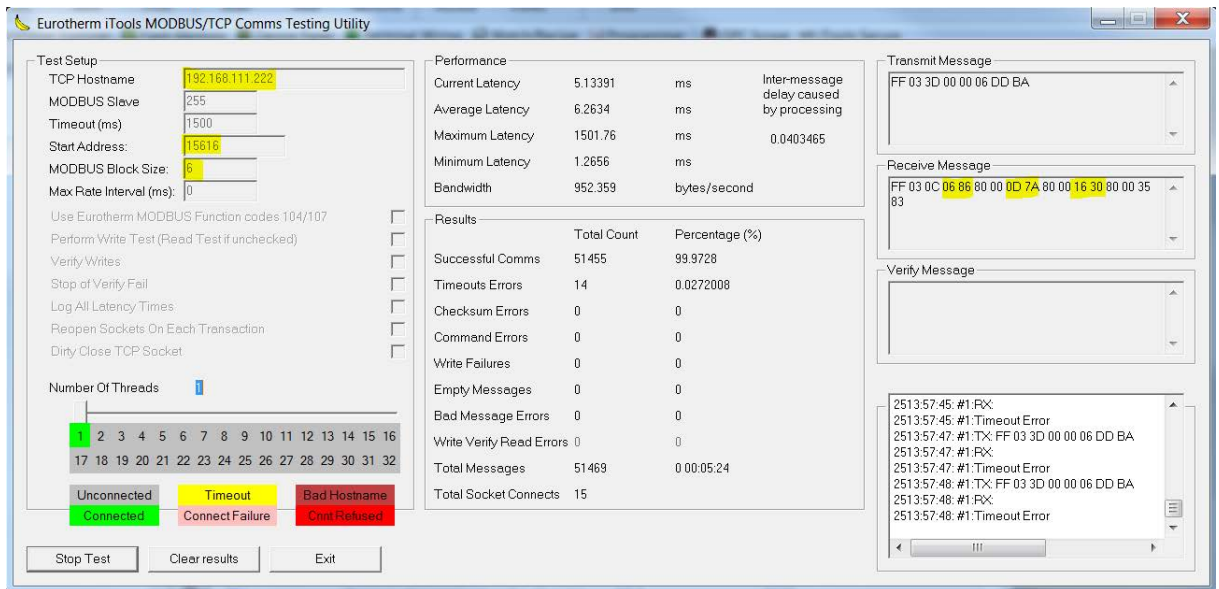 Eurotherm iTools MODBUS/TCP Comms Testing Utility
Test Setup
TCP Hostname 192.168.111.222
MODBUS Slave 255
Timeout (ms) 1500
Start Address: 15616
MODBUS Block Size: 6
Max Rate Interval (ms): 0
Use Eurotherm MODBUS Function codes 104/107
Perform Write Test (Read Test if unchecked)
Verify Writes
Stop of Verify Fail
Log All Latency Times
Reopen Sockets On Each Transaction
Dirty Close TCP Socket
Number Of Threads 1
1 2 3 4 5 6 7 8 9 10 11 12 13 14 15 16
17 18 19 20 21 22 23 24 25 26 27 28 29 30 31 32
Unconnected Timeout Bad Hostname
Connected Connect Failure Cnnt Refused
Stop Test Clear results Exit
Performance
Current Latency 5.13391 ms
Average Latency 6.2634 ms
Maximum Latency 1501.76 ms
Minimum Latency 1.2656 ms
Bandwidth 952.359 bytes/second
Inter-message
delay caused
by processing
0.0403465
Results
Total Count Percentage (%)
Successful Comms 51455 99.9728
Timeouts Errors 14 0.0272008
Checksum Errors 0 0
Command Errors 0 0
Write Failures 0 0
Empty Messages 0 0
Bad Message Errors 0 0
Write Verify Read Errors 0 0
Total Messages 51469 0 00:05:24
Total Socket Connects 15
Transmit Message
FF 03 3D 00 00 06 DD BA
Receive Message
FF 03 0C 06 86 80 00 0D 7A 80 00 16 30 80 00 35
83
Verify Message
2513:57:45: #1:RX:
2513:57:45: #1:Timeout Error
2513:57:47: #1:TX: FF 03 3D 00 00 06 DD BA
2513:57:47: #1:RX:
2513:57:47: #1:Timeout Error
2513:57:48: #1:TX: FF 03 3D 00 00 06 DD BA
2513:57:48: #1:RX:
2513:57:48: #1:Timeout Error